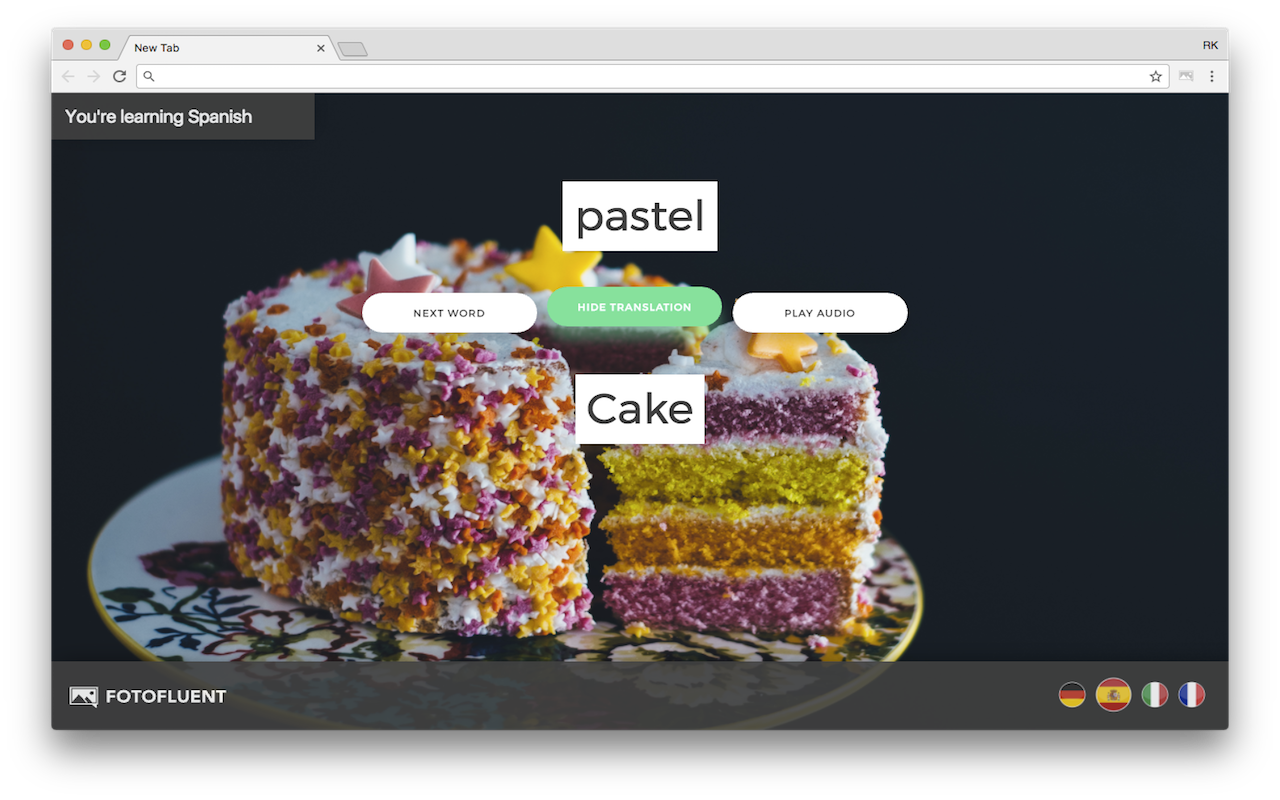 New Tab
RK
You're learning Spanish
pastel
NEXT WORD
HIDE TRANSLATION
PLAY AUDIO
Cake
FOTOFLUENT